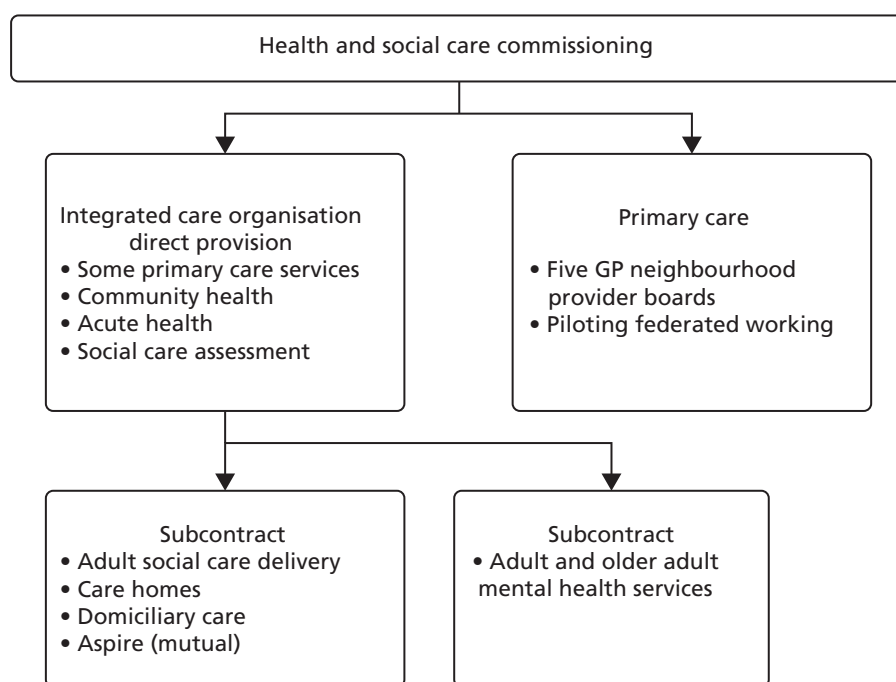 Health and social care commissioning
Integrated care organisation
direct provision
• Some primary care services
• Community health
• Acute health
• Social care assessment
Primary care
• Five GP neighbourhood
provider boards
• Piloting federated working
Subcontract
• Adult social care delivery
• Care homes
• Domiciliary care
• Aspire (mutual)
Subcontract
• Adult and older adult
mental health services